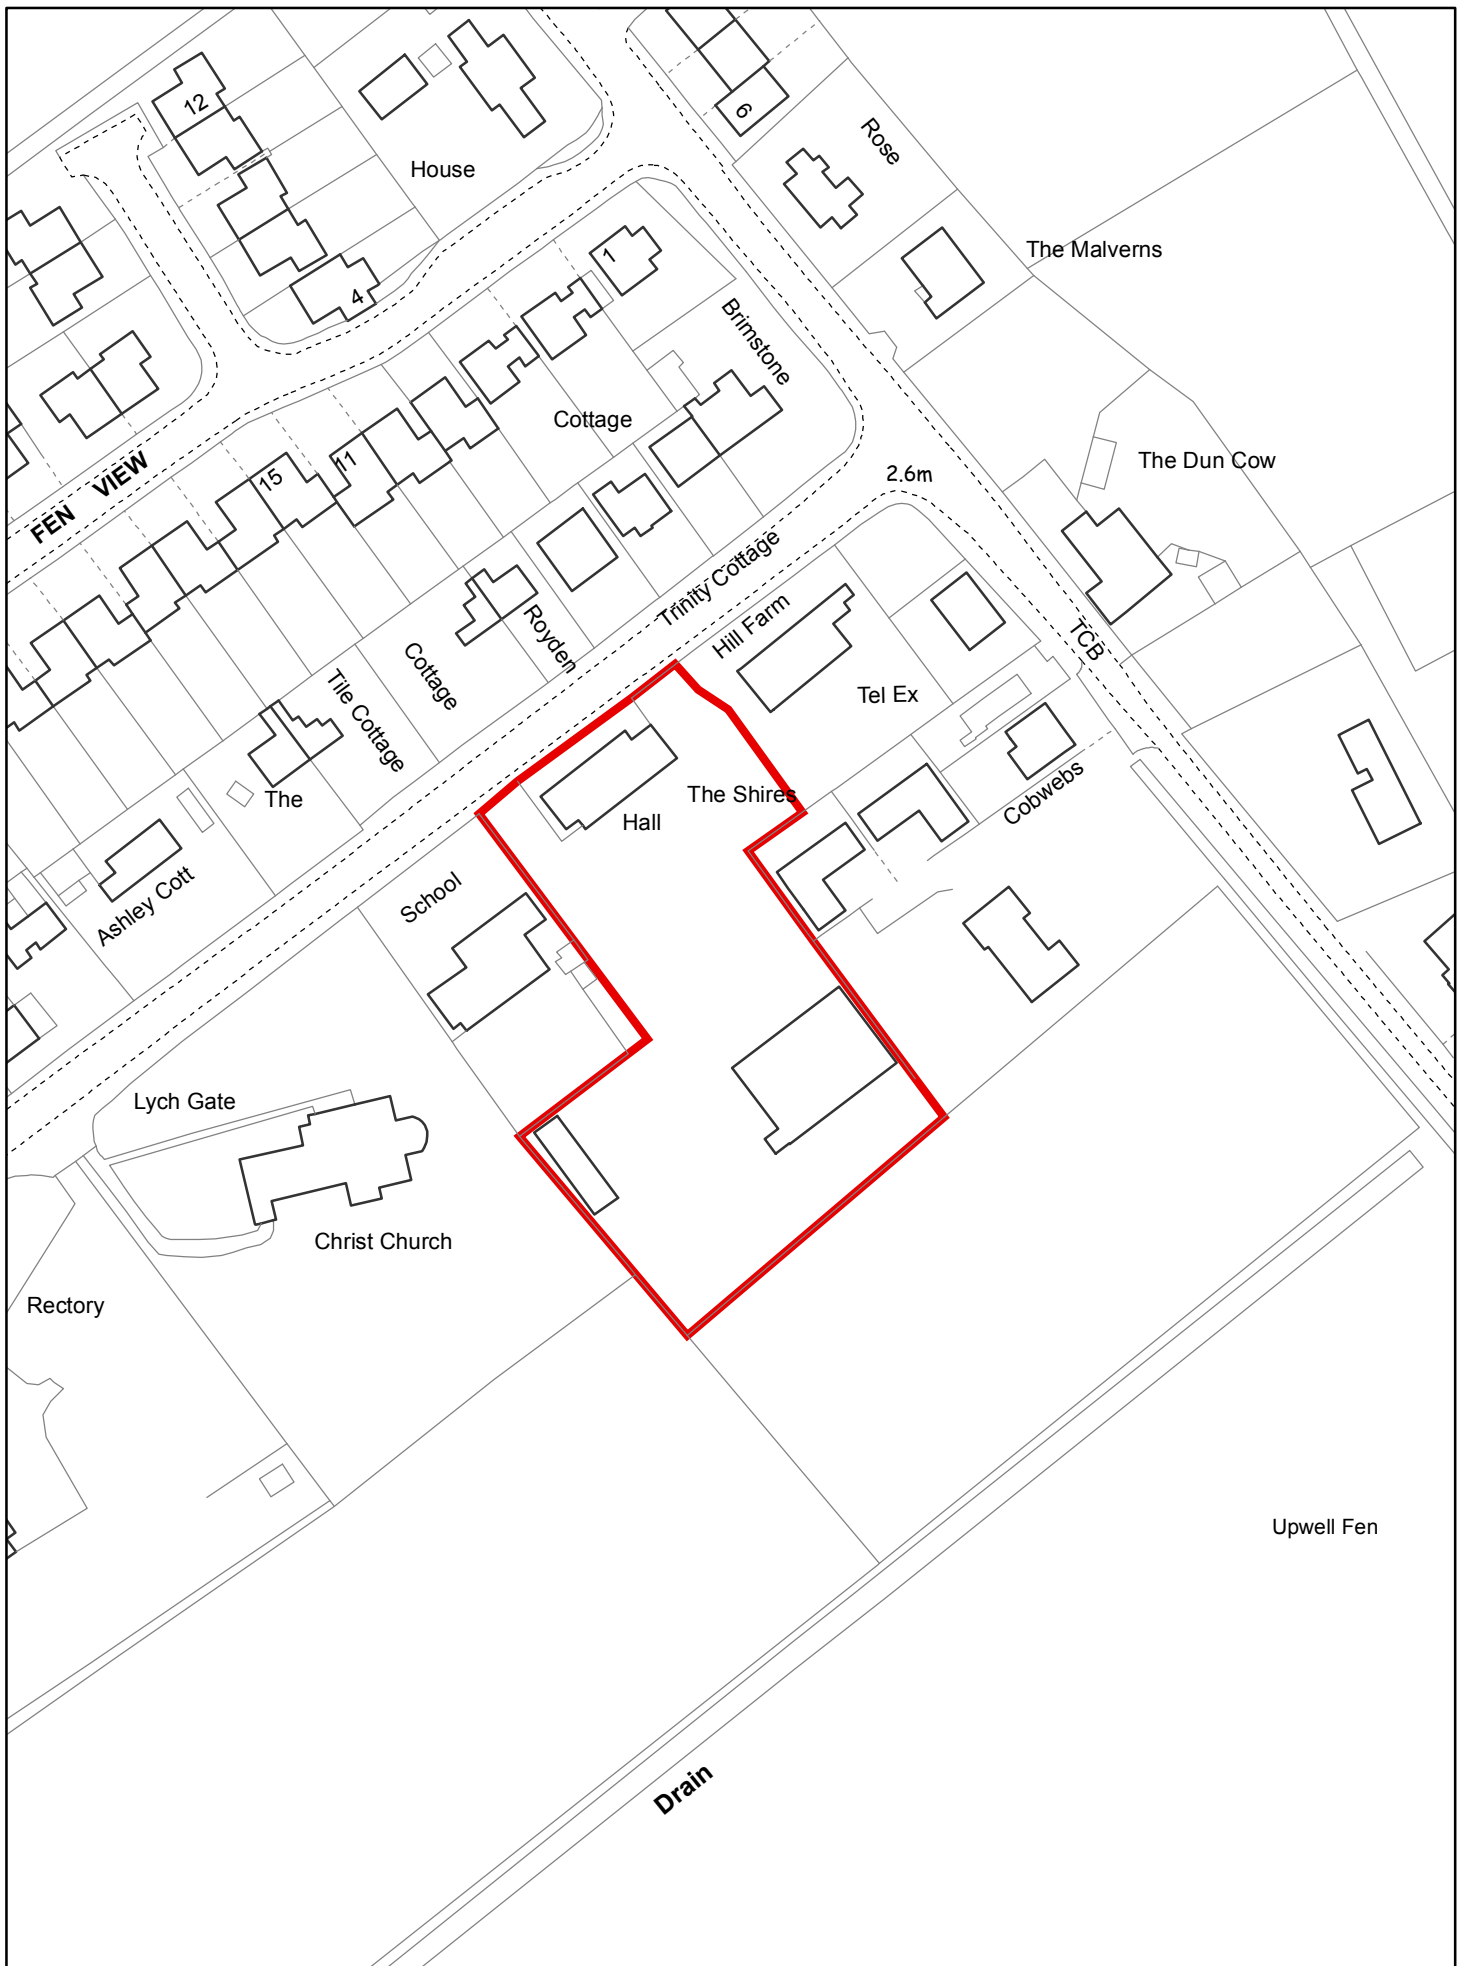 12
6
Rose
House
The Malverns
1
4
Brimstone
Cottage
The Dun Cow
11
15
FEN VIEW
2.6m
Trinity Cottage
Hill Farm
TCB
Royden
Cottage
Tile Cottage
Tel Ex
The
The Shires
Hall
Cobwebs
School
Ashley Cott
Lych Gate
Christ Church
Rectory
Upwell Fen
Drain